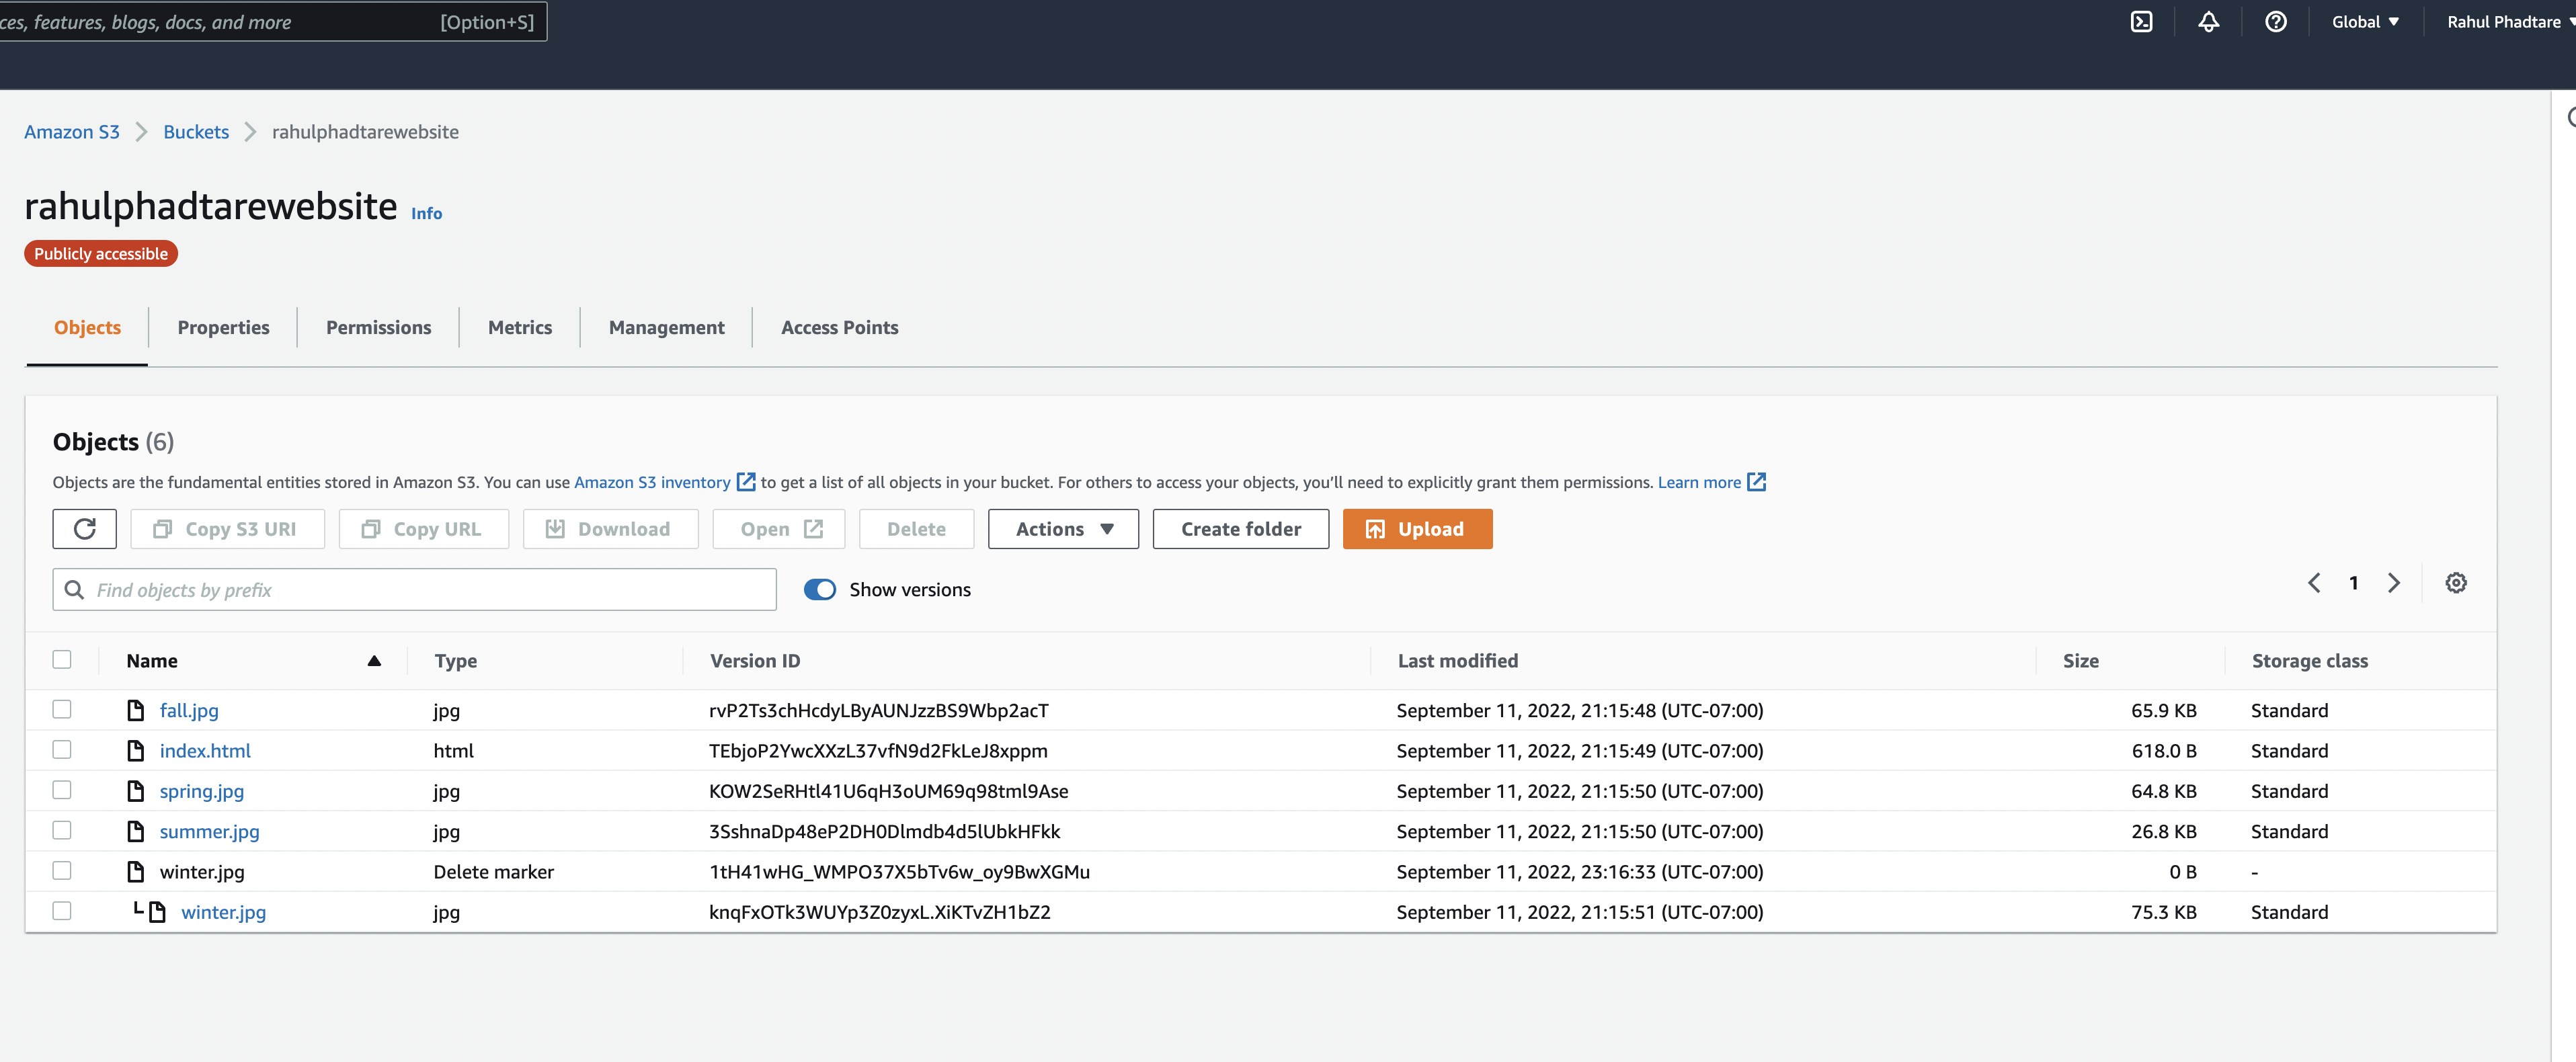 ces, features, blogs, docs, and more [Option+S] Global Rahul Phadtare
Amazon S3 Buckets rahulphadtarewebsite
rahulphadtarewebsite Info
Publicly accessible
Objects Properties Permissions Metrics Management Access Points
Objects (6)
Objects are the fundamental entities stored in Amazon S3. You can use Amazon S3 inventory to get a list of all objects in your bucket. For others to access your objects, you'll need to explicitly grant them permissions. Learn more
Copy S3 URI Copy URL Download Open Delete Actions Create folder Upload
Find objects by prefix Show versions 1
Name Type Version ID Last modified Size Storage class
fall.jpg jpg rvP2Ts3chHcdyLByAUNJzzBS9Wbp2acT September 11, 2022, 21:15:48 (UTC-07:00) 65.9 KB Standard
index.html html TEbjoP2YwcXXzL37vfN9d2FkLeJ8xppm September 11, 2022, 21:15:49 (UTC-07:00) 618.0 B Standard
spring.jpg jpg KOW2SeRHtl41U6qH3oUM69q98tml9Ase September 11, 2022, 21:15:50 (UTC-07:00) 64.8 KB Standard
summer.jpg jpg 3SshnaDp48eP2DH0Dlmdb4d5lUbkHFkk September 11, 2022, 21:15:50 (UTC-07:00) 26.8 KB Standard
winter.jpg Delete marker 1tH41wHG_WMPO37X5bTv6w_oy9BwXGMu September 11, 2022, 23:16:33 (UTC-07:00) 0 B -
winter.jpg jpg knqFxOTk3WUYp3Z0zyxL.XiKTvZH1bZ2 September 11, 2022, 21:15:51 (UTC-07:00) 75.3 KB Standard